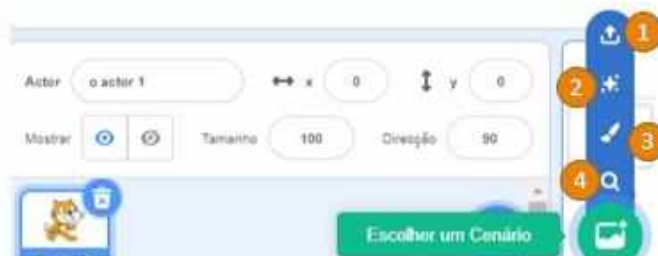 1
Actor o actor 1 x 0 y 0
2
Mostrar Tamanho 100 Direcção 90
3
4
Escolher um Cenário